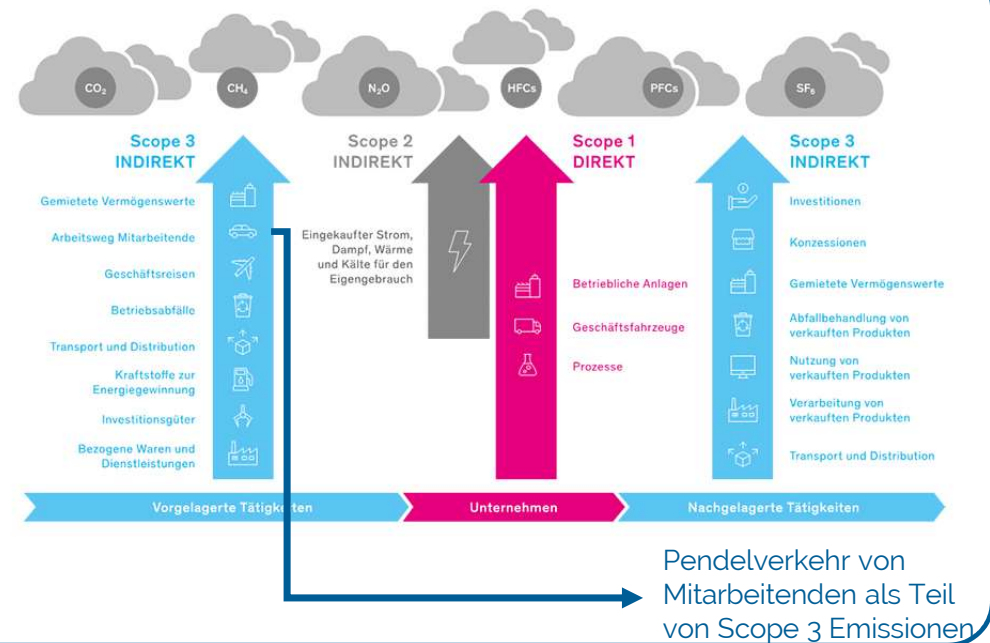 CO₂
CH₄
N₂O
HFCs
PFCs
SF₆
Scope 3
INDIREKT
Gemietete Vermögenswerte
Arbeitsweg Mitarbeitende
Geschäftsreisen
Betriebsabfälle
Transport und Distribution
Kraftstoffe zur
Energiegewinnung
Investitionsgüter
Bezogene Waren und
Dienstleistungen
Scope 2
INDIREKT
Eingekaufter Strom,
Dampf, Wärme
und Kälte für den
Eigengebrauch
Scope 1
DIREKT
Betriebliche Anlagen
Geschäftsfahrzeuge
Prozesse
Scope 3
INDIREKT
Investitionen
Konzessionen
Gemietete Vermögenswerte
Abfallbehandlung von
verkauften Produkten
Nutzung von
verkauften Produkten
Verarbeitung von
verkauften Produkten
Transport und Distribution
Vorgelagerte Tätigkeiten
Unternehmen
Nachgelagerte Tätigkeiten
Pendelverkehr von
Mitarbeitenden als Teil
von Scope 3 Emissionen